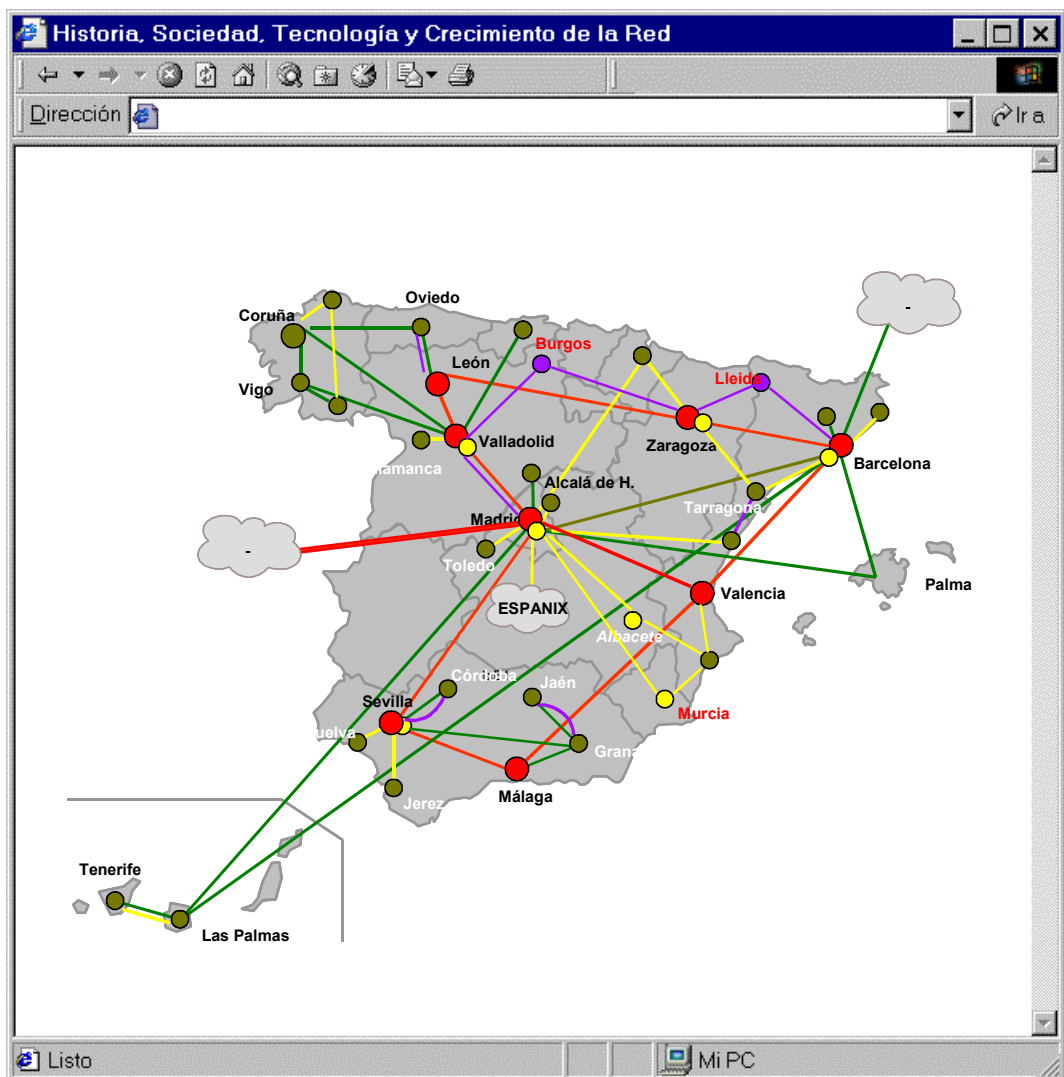 Historia, Sociedad, Tecnología y Crecimiento de la Red
Dirección
Ir a
Oviedo
Coruña
-
Burgos
León
Lleida
Vigo
Valladolid
Zaragoza
Barcelona
Alcalá de H.
Tarragona
Madrid
-
Toledo
Palma
Valencia
ESPANIX
Albacete
Córdoba
Jaén
Sevilla
Murcia
Málaga
Jerez
Tenerife
Las Palmas
Listo
Mi PC